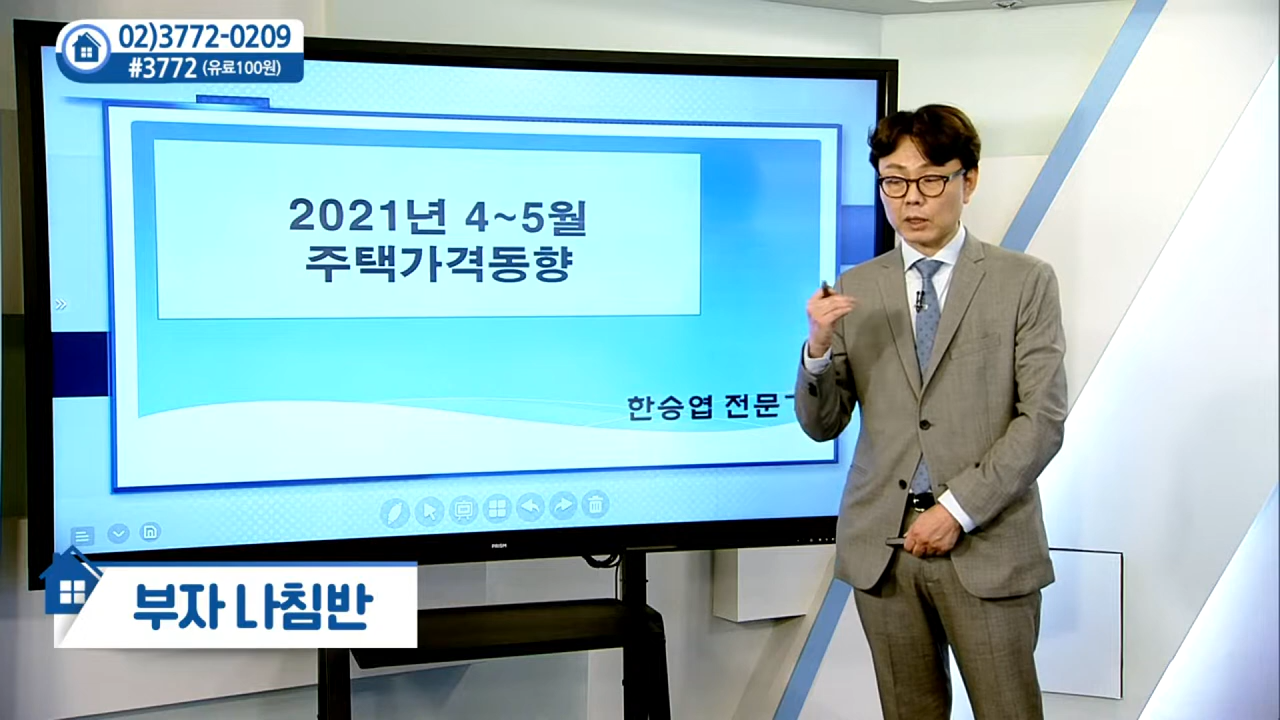 02)3772-0209
#3772 (유료100원)
2021년 4~5월
주택가격동향
한승엽 전문
PRISM
부자 나침반